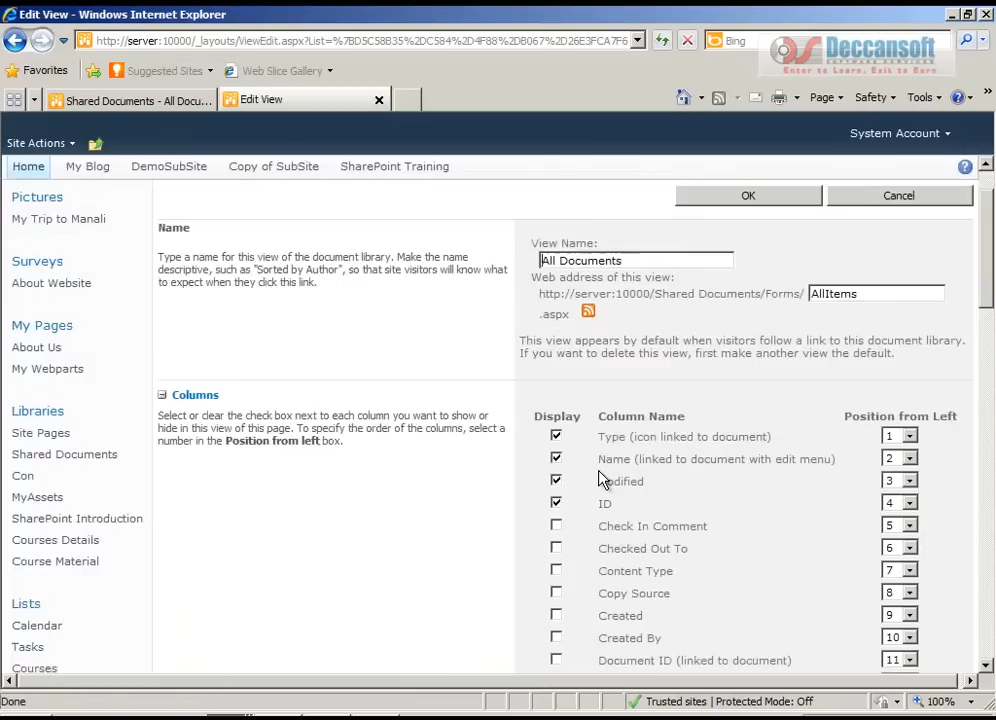 Edit View - Windows Internet Explorer
http://server:10000/_layouts/ViewEdit.aspx?List=%7BD5C58B35%2DC584%2D4F88%2DB067%2D26E3FCA7F6
Bing
Deccansoft
SOFTWARE SERVICES
Enter to Learn, Exit to Earn
Favorites
Suggested Sites
Web Slice Gallery
Shared Documents - All Docu...
Edit View
Page
Safety
Tools
Site Actions
System Account
Home
My Blog
DemoSubSite
Copy of SubSite
SharePoint Training
Pictures
My Trip to Manali
Surveys
About Website
My Pages
About Us
My Webparts
Libraries
Site Pages
Shared Documents
Con
MyAssets
SharePoint Introduction
Courses Details
Course Material
Lists
Calendar
Tasks
Courses
OK
Cancel
Name
Type a name for this view of the document library. Make the name
descriptive, such as "Sorted by Author", so that site visitors will know what
to expect when they click this link.
View Name:
All Documents
Web address of this view:
http://server:10000/Shared Documents/Forms/
AllItems
.aspx
This view appears by default when visitors follow a link to this document library.
If you want to delete this view, first make another view the default.
Columns
Select or clear the check box next to each column you want to show or
hide in this view of this page. To specify the order of the columns, select a
number in the Position from left box.
Display Column Name Position from Left
Type (icon linked to document) 1
Name (linked to document with edit menu) 2
Modified 3
ID 4
Check In Comment 5
Checked Out To 6
Content Type 7
Copy Source 8
Created 9
Created By 10
Document ID (linked to document) 11
Done
Trusted sites | Protected Mode: Off
100%